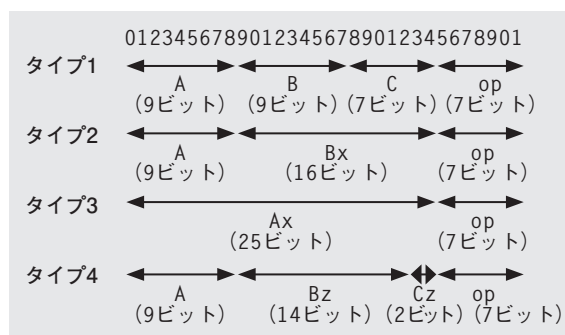 01234567890123456789012345678901
タイプ1
A B C op
(9ビット) (9ビット) (7ビット) (7ビット)
タイプ2
A Bx op
(9ビット) (16ビット) (7ビット)
タイプ3
Ax op
(25ビット) (7ビット)
タイプ4
A Bz Cz op
(9ビット) (14ビット) (2ビット) (7ビット)